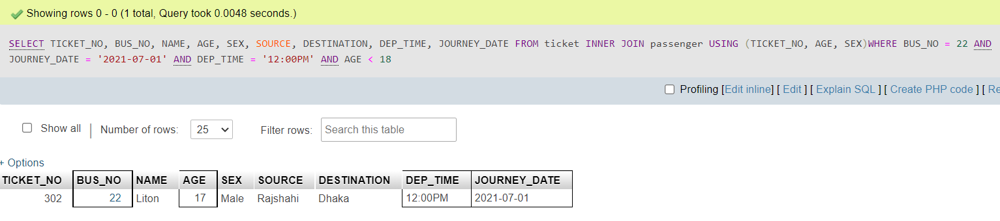 Showing rows 0 - 0 (1 total, Query took 0.0048 seconds.)
SELECT TICKET_NO, BUS_NO, NAME, AGE, SEX, SOURCE, DESTINATION, DEP_TIME, JOURNEY_DATE FROM ticket INNER JOIN passenger USING (TICKET_NO, AGE, SEX)WHERE BUS_NO = 22 AND
JOURNEY_DATE = '2021-07-01' AND DEP_TIME = '12:00PM' AND AGE < 18
Profiling [Edit inline] [ Edit ] [ Explain SQL ] [ Create PHP code ] [ Re
Show all | Number of rows: 25 Filter rows: Search this table
+ Options
TICKET_NO BUS_NO NAME AGE SEX SOURCE DESTINATION DEP_TIME JOURNEY_DATE
302 22 Liton 17 Male Rajshahi Dhaka 12:00PM 2021-07-01